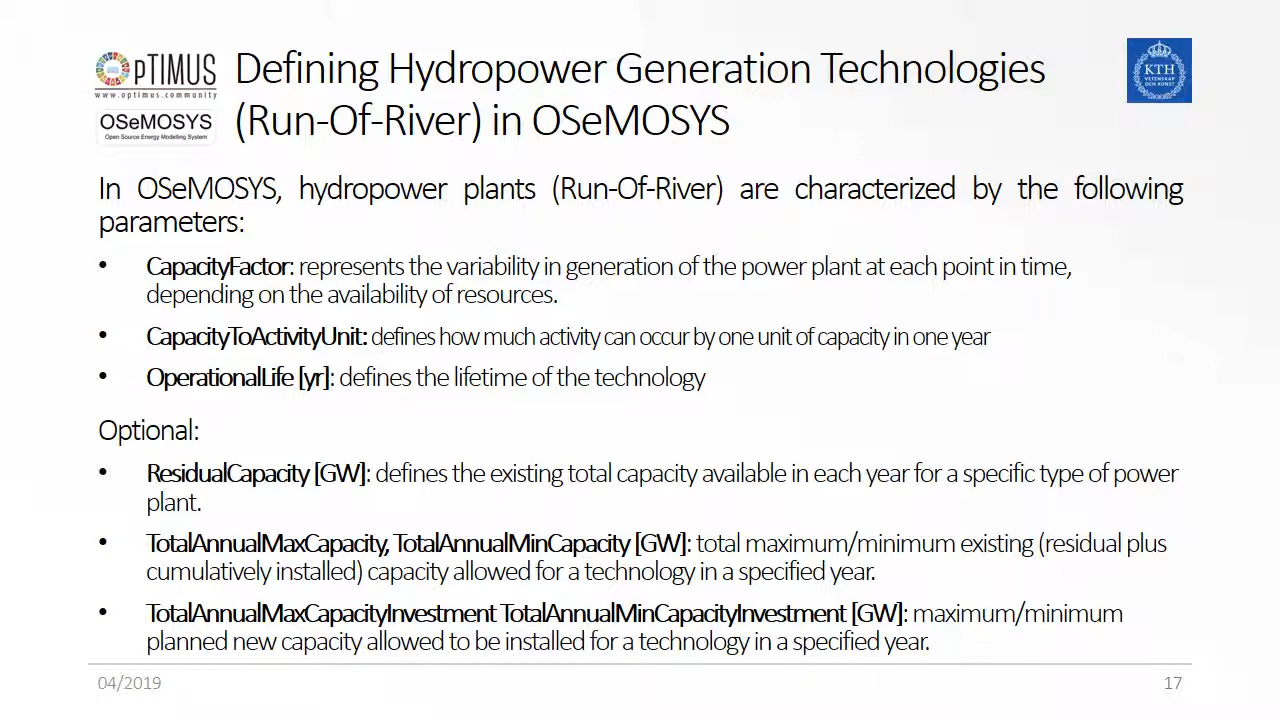 OpTIMUS
www.optimus.community
OSeMOSYS
Open Source Energy Modelling System
Defining Hydropower Generation Technologies
(Run-Of-River) in OSeMOSYS
KTH
VETENSKAP
OCH KONST
In OSeMOSYS, hydropower plants (Run-Of-River) are characterized by the following
parameters:
• CapacityFactor: represents the variability in generation of the power plant at each point in time,
depending on the availability of resources.
• CapacityToActivityUnit: defines how much activity can occur by one unit of capacity in one year
• OperationalLife [yr]: defines the lifetime of the technology
Optional:
• ResidualCapacity [GW]: defines the existing total capacity available in each year for a specific type of power
plant.
• TotalAnnualMaxCapacity, TotalAnnualMinCapacity [GW]: total maximum/minimum existing (residual plus
cumulatively installed) capacity allowed for a technology in a specified year.
• TotalAnnualMaxCapacityInvestment TotalAnnualMinCapacityInvestment [GW]: maximum/minimum
planned new capacity allowed to be installed for a technology in a specified year.
04/2019
17